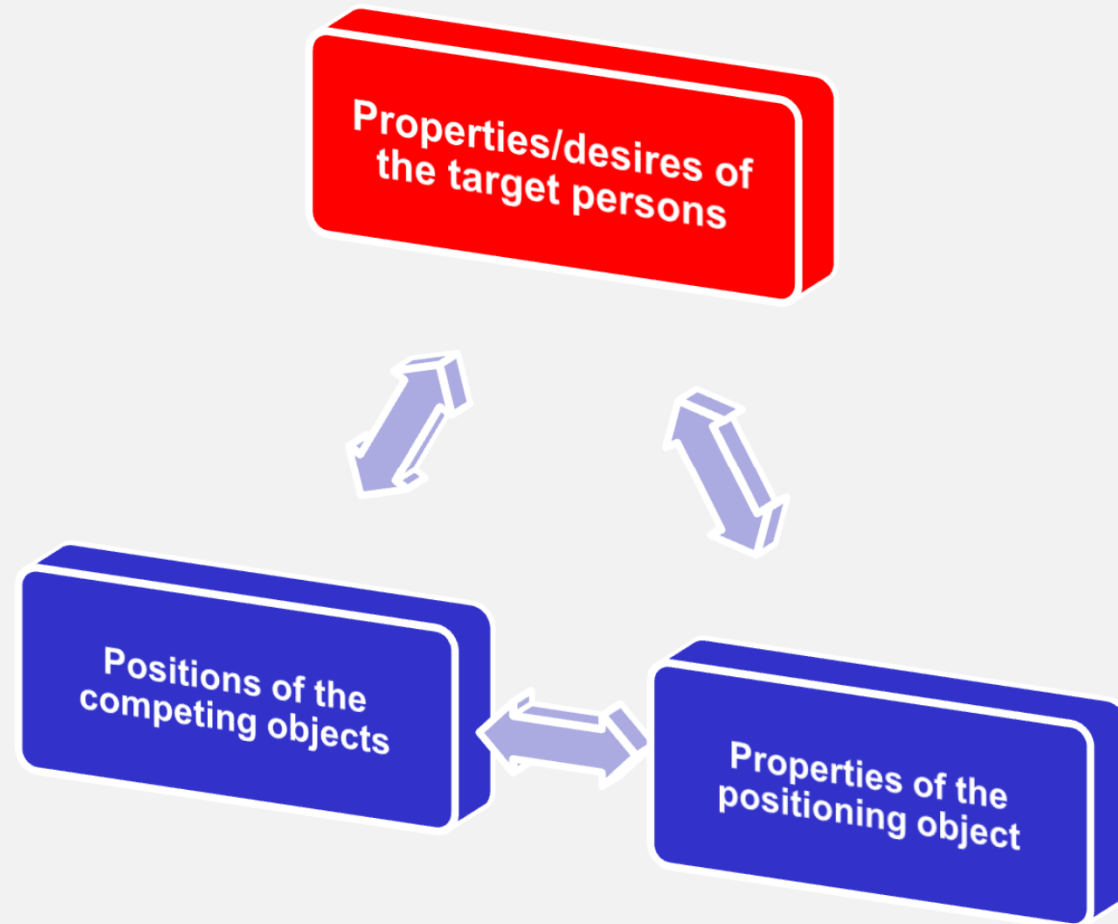 Properties/desires of
the target persons
Positions of the
competing objects
Properties of the
positioning object